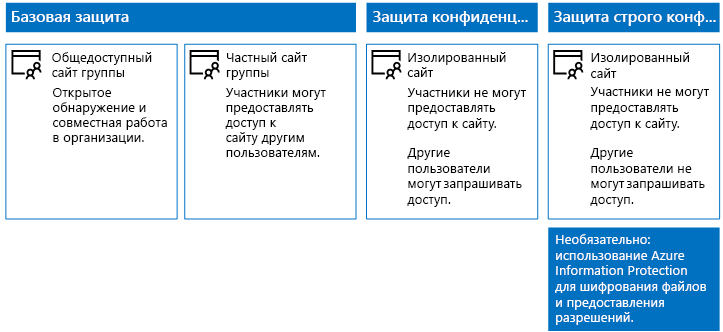 Базовая защита
Защита конфиденц...
Защита строго конф...
Общедоступный
сайт группы
Открытое
обнаружение и
совместная работа
в организации.
Частный сайт
группы
Участники могут
предоставлять
доступ к
сайту другим
пользователям.
Изолированный
сайт
Участники не могут
предоставлять
доступ к сайту.
Другие
пользователи
могут запрашивать
доступ.
Изолированный
сайт
Участники не могут
предоставлять
доступ к сайту.
Другие
пользователи не
могут запрашивать
доступ.
Необязательно:
использование Azure
Information Protection
для шифрования файлов
и предоставления
разрешений.